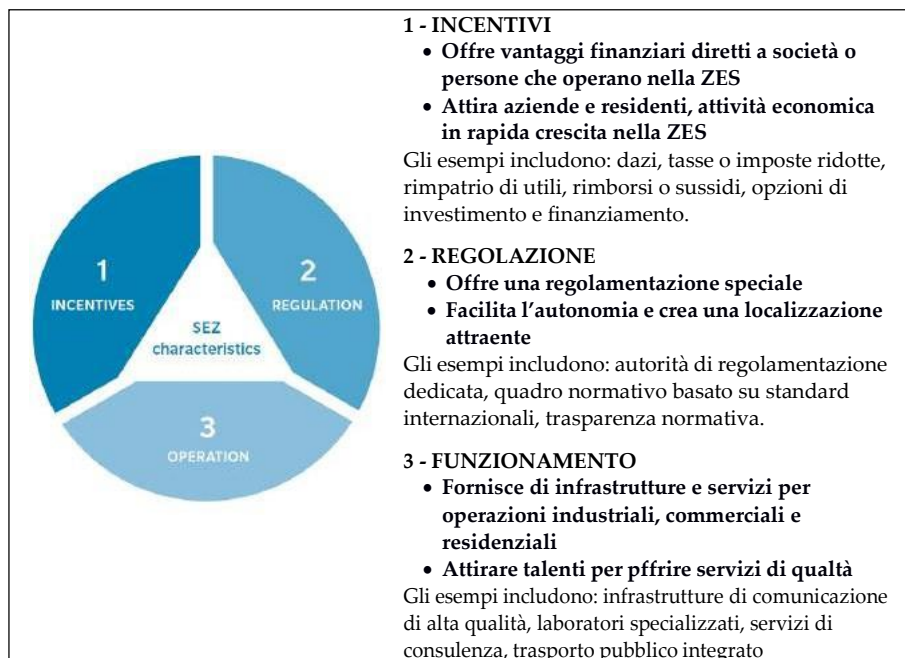 1
INCENTIVES
2
REGULATION
SEZ
characteristics
3
OPERATION
1 - INCENTIVI
• Offre vantaggi finanziari diretti a società o
persone che operano nella ZES
• Attira aziende e residenti, attività economica
in rapida crescita nella ZES
Gli esempi includono: dazi, tasse o imposte ridotte,
rimpatrio di utili, rimborsi o sussidi, opzioni di
investimento e finanziamento.
2 - REGOLAZIONE
• Offre una regolamentazione speciale
• Facilita l'autonomia e crea una localizzazione
attraente
Gli esempi includono: autorità di regolamentazione
dedicata, quadro normativo basato su standard
internazionali, trasparenza normativa.
3 - FUNZIONAMENTO
• Fornisce di infrastrutture e servizi per
operazioni industriali, commerciali e
residenziali
• Attirare talenti per pffrire servizi di qualtà
Gli esempi includono: infrastrutture di comunicazione
di alta qualità, laboratori specializzati, servizi di
consulenza, trasporto pubblico integrato